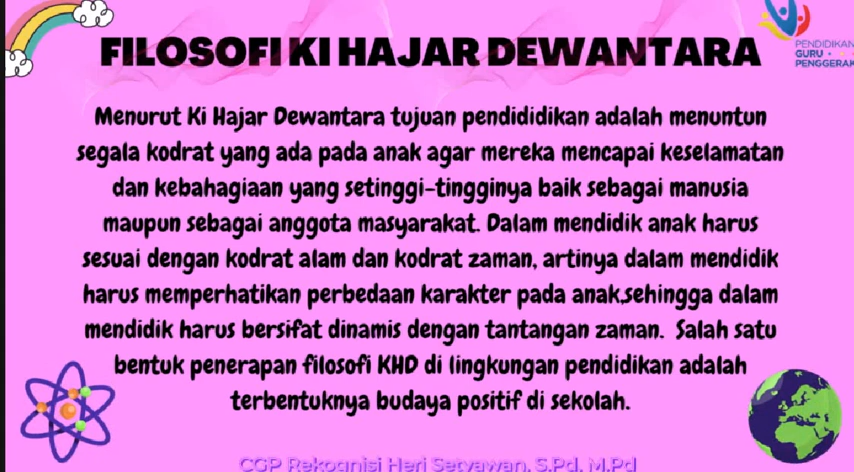 FILOSOFI KI HAJAR DEWANTARA
PENDIDIKAN
GURU
PENGGERAK
Menurut Ki Hajar Dewantara tujuan pendididikan adalah menuntun
segala kodrat yang ada pada anak agar mereka mencapai keselamatan
dan kebahagiaan yang setinggi-tingginya baik sebagai manusia
maupun sebagai anggota masyarakat. Dalam mendidik anak harus
sesuai dengan kodrat alam dan kodrat zaman, artinya dalam mendidik
harus memperhatikan perbedaan karakter pada anak,sehingga dalam
mendidik harus bersifat dinamis dengan tantangan zaman. Salah satu
bentuk penerapan filosofi KHD di lingkungan pendidikan adalah
terbentuknya budaya positif di sekolah.
CGP Rekognisi Heri Setyawan, S.Pd, M.Pd